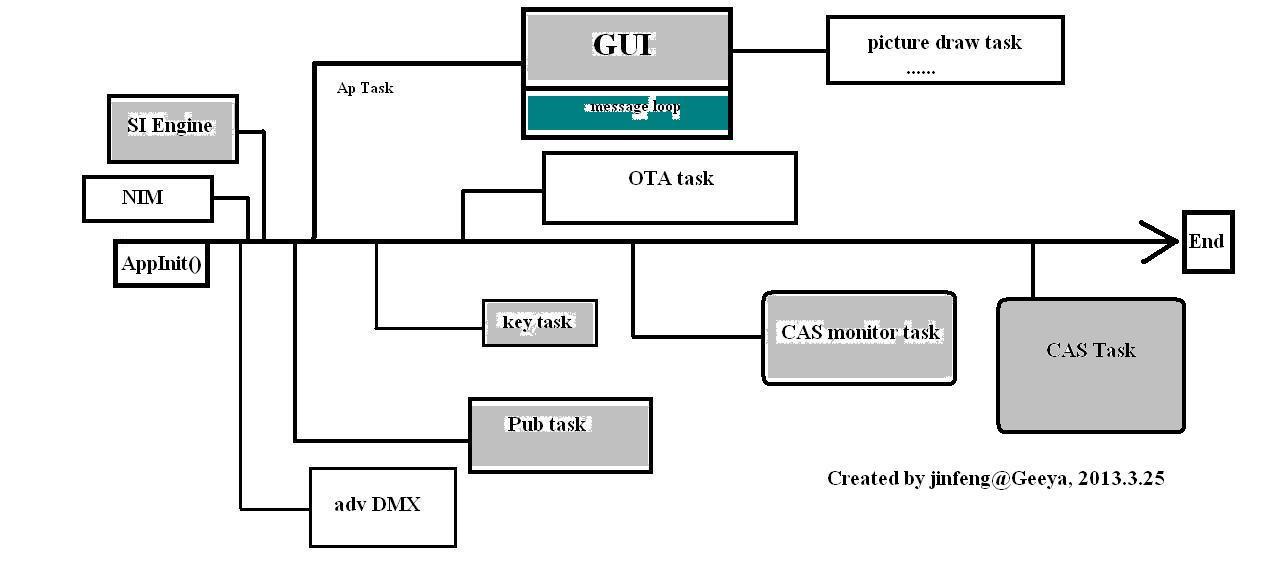 GUI
picture draw task
......
Ap Task
message loop
SI Engine
OTA task
NIM
AppInit()
End
key task
CAS monitor task
CAS Task
Pub task
adv DMX
Created by jinfeng@Geeya, 2013.3.25